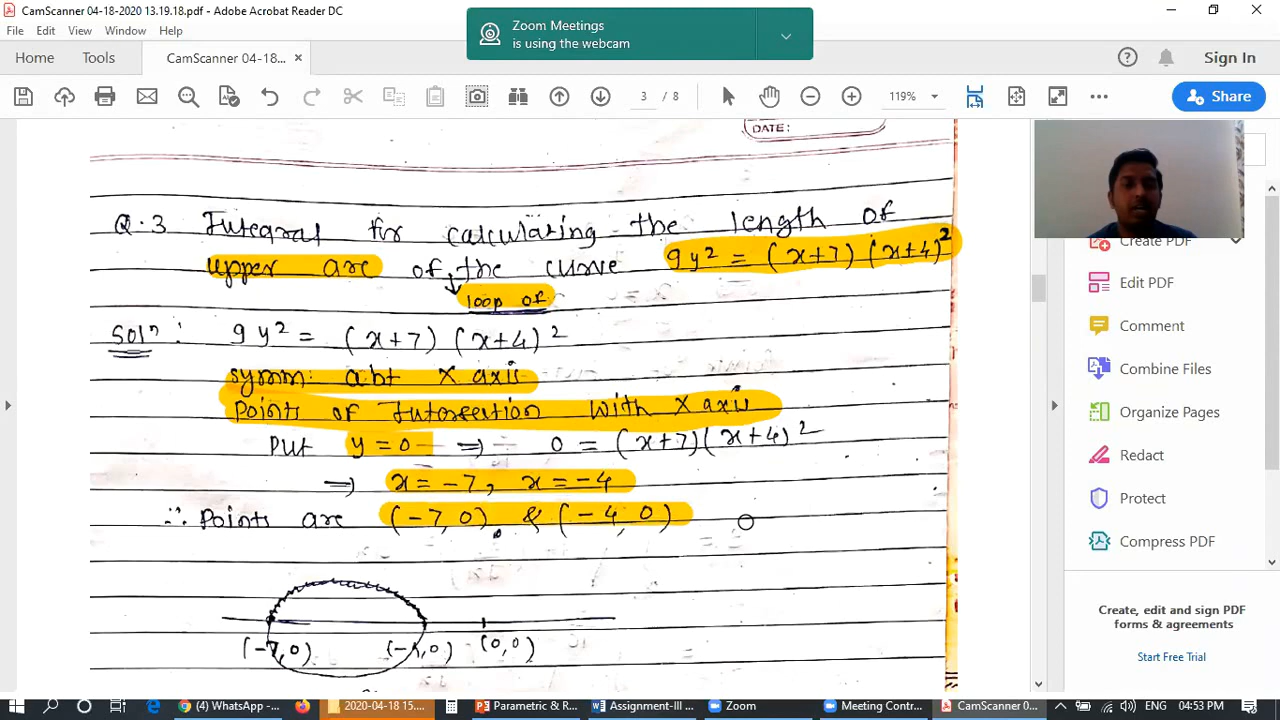 CamScanner 04-18-2020 13.19.18.pdf - Adobe Acrobat Reader DC
Zoom Meetings
is using the webcam
File Edit View Window Help
Home Tools CamScanner 04-18... × Sign In
3 / 8 119% Share
DATE:
Q.3 Integral for calculating the length of
upper arc of the curve 9y² = (x+7)(x+4)²
loop of
Solⁿ: 9y² = (x+7)(x+4)²
symm: abt X axis
Points of Intersection with X axis
Put y=0 ⇒ 0 = (x+7)(x+4)²
⇒ x=-7, x=-4
∴ Points are (-7,0) & (-4,0)
(-7,0) (-4,0) (0,0)
Create PDF
Edit PDF
Comment
Combine Files
Organize Pages
Redact
Protect
Compress PDF
Create, edit and sign PDF
forms & agreements
Start Free Trial
(4) WhatsApp -... 2020-04-18 15.... Parametric & R... Assignment-III ... Zoom Meeting Contr... CamScanner 04-... ENG 04:53 PM